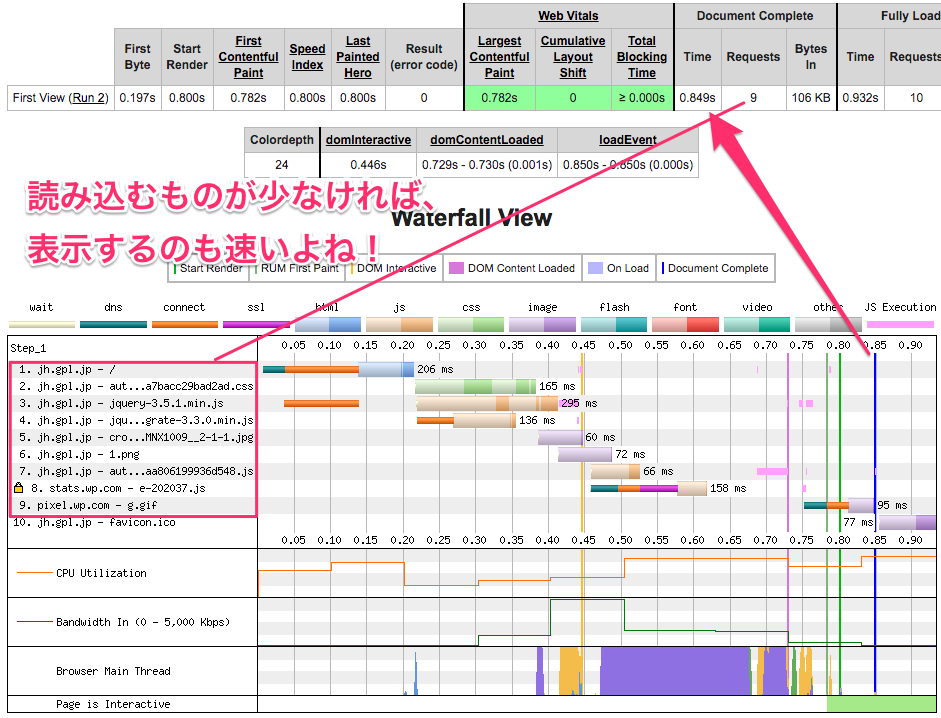 Web Vitals Document Complete Fully Load
First Byte Start Render First Contentful Paint Speed Index Last Painted Hero Result (error code) Largest Contentful Paint Cumulative Layout Shift Total Blocking Time Time Requests Bytes In Time Requests
First View (Run 2) 0.197s 0.800s 0.782s 0.800s 0.800s 0 0.782s 0 ≥ 0.000s 0.849s 9 106 KB 0.932s 10
Colordepth domInteractive domContentLoaded loadEvent
24 0.446s 0.729s - 0.730s (0.001s) 0.850s - 0.850s (0.000s)
読み込むものが少なければ、
表示するのも速いよね！
Waterfall View
Start Render RUM First Paint DOM Interactive DOM Content Loaded On Load Document Complete
wait dns connect ssl html js css image flash font video other JS Execution
Step_1 0.05 0.10 0.15 0.20 0.25 0.30 0.35 0.40 0.45 0.50 0.55 0.60 0.65 0.70 0.75 0.80 0.85 0.90
1. jh.gpl.jp - / 206 ms
2. jh.gpl.jp - aut...a7bacc29bad2ad.css 165 ms
3. jh.gpl.jp - jquery-3.5.1.min.js 295 ms
4. jh.gpl.jp - jqu...grate-3.3.0.min.js 136 ms
5. jh.gpl.jp - cro...MNX1009__2-1-1.jpg 60 ms
6. jh.gpl.jp - 1.png 72 ms
7. jh.gpl.jp - aut...aa806199936d548.js 66 ms
8. stats.wp.com - e-202037.js 158 ms
9. pixel.wp.com - g.gif 95 ms
10. jh.gpl.jp - favicon.ico 77 ms
0.05 0.10 0.15 0.20 0.25 0.30 0.35 0.40 0.45 0.50 0.55 0.60 0.65 0.70 0.75 0.80 0.85 0.90
CPU Utilization
Bandwidth In (0 - 5,000 Kbps)
Browser Main Thread
Page is Interactive